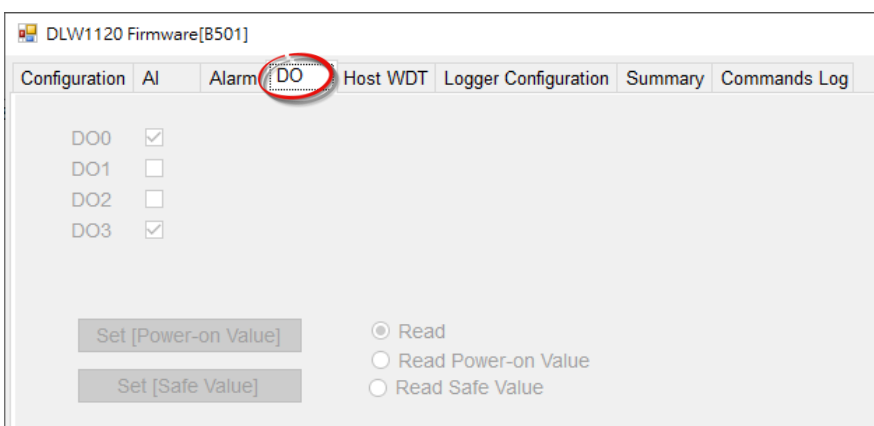 DLW1120 Firmware[B501]
Configuration AI Alarm DO Host WDT Logger Configuration Summary Commands Log
DO0
DO1
DO2
DO3
Set [Power-on Value]
Set [Safe Value]
Read
Read Power-on Value
Read Safe Value